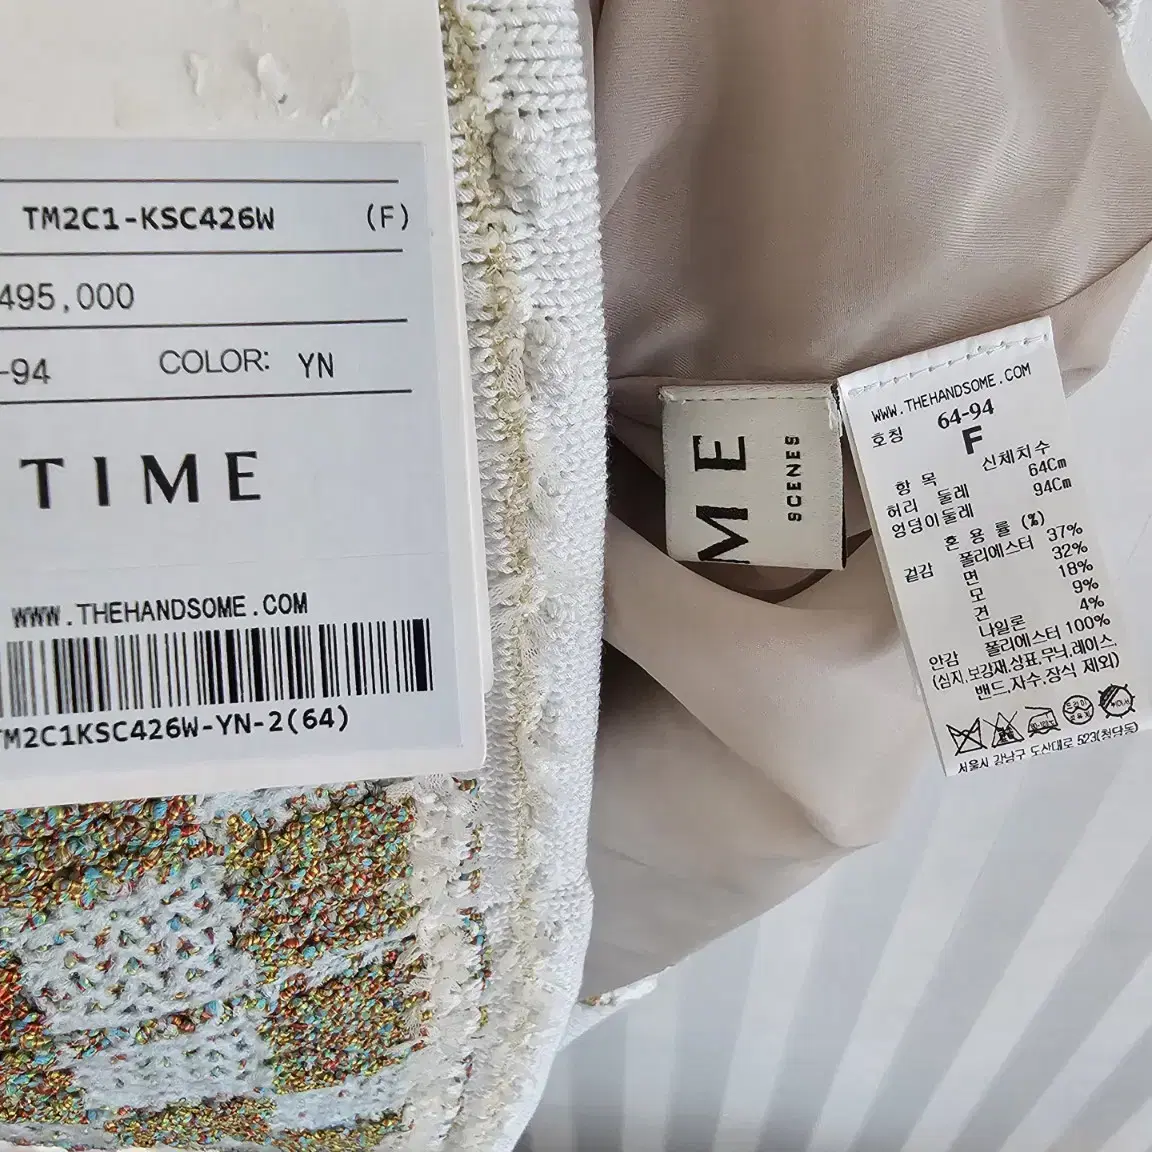 TM2C1-KSC426W (F)
495,000
-94 COLOR: YN
TIME
WWW.THEHANDSOME.COM
TM2C1KSC426W-YN-2(64)
ME
SCENES
WWW.THEHANDSOME.COM
호칭 64-94
F
항 목 신체치수
허리 둘레 64Cm
엉덩이둘레 94Cm
혼 용 률 (%)
겉감 폴리에스터 37%
면 32%
모 18%
견 9%
나일론 4%
안감 폴리에스터 100%
(심지,보강재,상표,무늬,레이스,
밴드,자수,장식 제외)
서울시 강남구 도산대로 523(청담동)